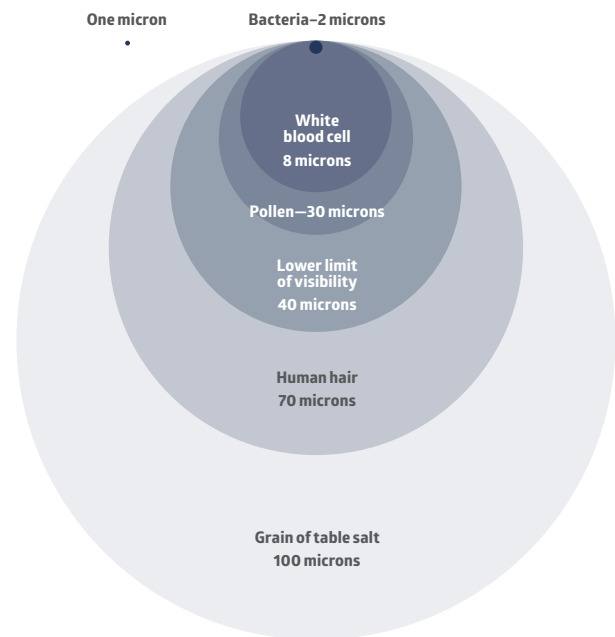 One micron
Bacteria–2 microns
White
blood cell
8 microns
Pollen—30 microns
Lower limit
of visibility
40 microns
Human hair
70 microns
Grain of table salt
100 microns